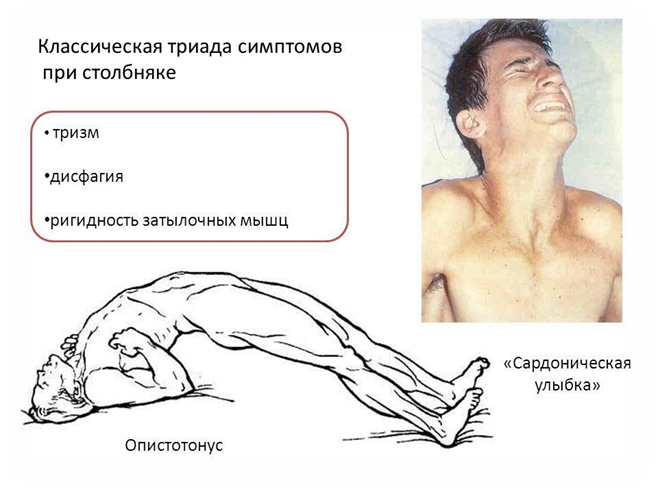 Классическая триада симптомов
при столбняке
• тризм
•дисфагия
•ригидность затылочных мышц
«Сардоническая
улыбка»
Опистотонус